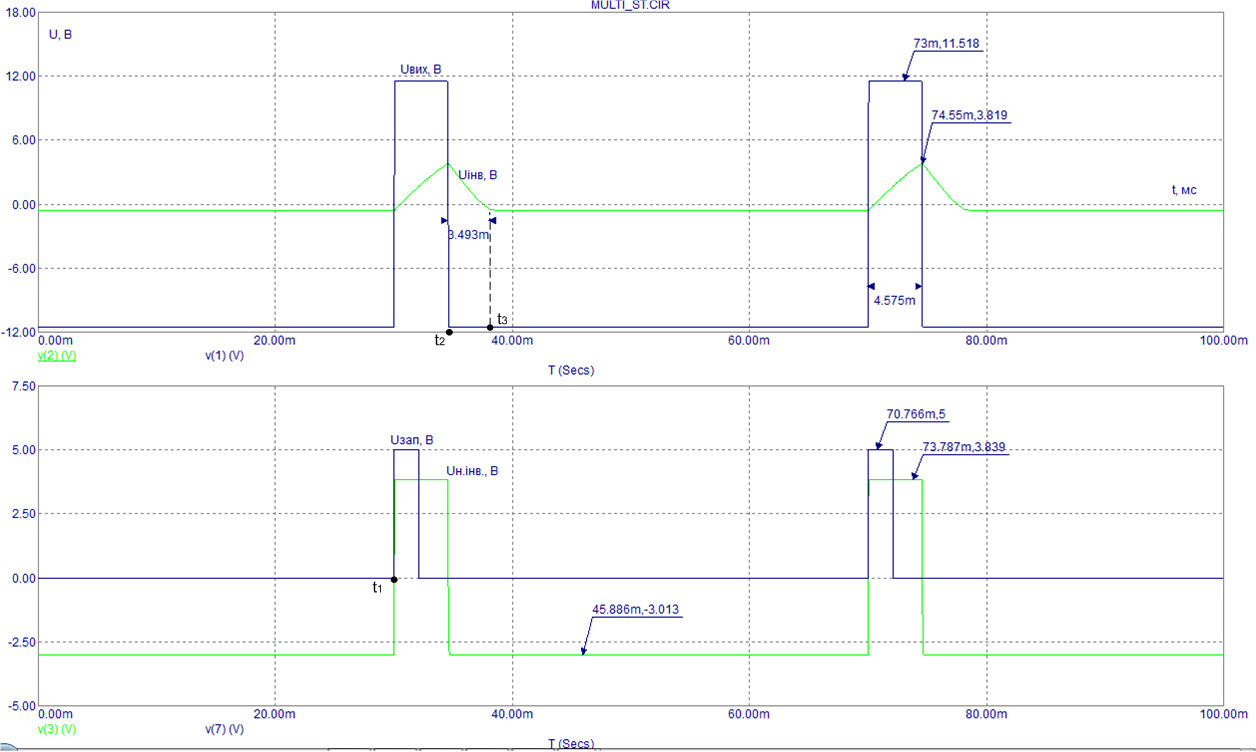 MULTI_ST.CIR
18.00
U, В
73m,11.518
Uвих, В
12.00
74.55m,3.819
6.00
Uінв, В
t, мс
0.00
3.493m
-6.00
4.575m
t3
-12.00
t2
0.00m 20.00m 40.00m 60.00m 80.00m 100.00m
v(2) (V) v(1) (V)
T (Secs)
7.50
70.766m,5
Uзап, В
5.00
73.787m,3.839
Uн.інв., В
2.50
0.00
t1
45.886m,-3.013
-2.50
-5.00
0.00m 20.00m 40.00m 60.00m 80.00m 100.00m
v(3) (V) v(7) (V)
T (Secs)